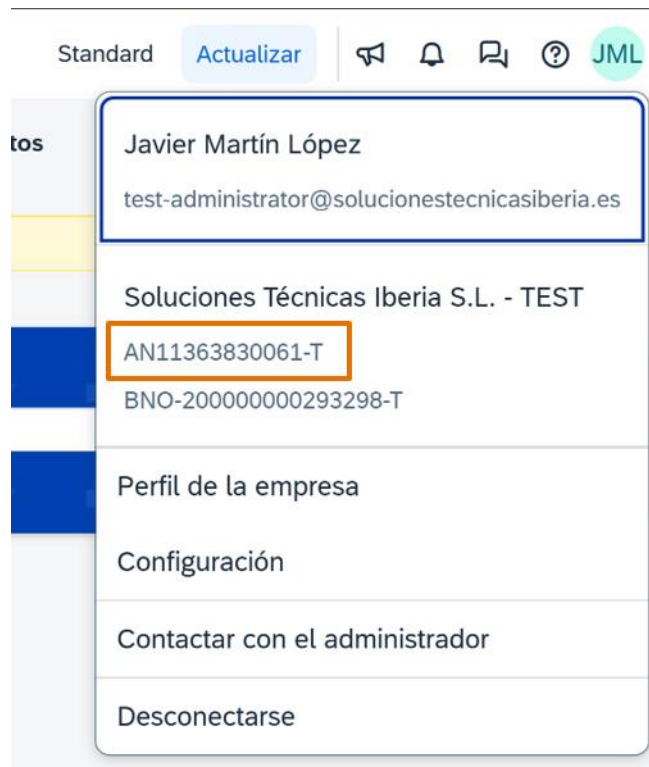 Standard Actualizar JML
tos
Javier Martín López
test-administrator@solucionestecnicasiberia.es
Soluciones Técnicas Iberia S.L. - TEST
AN11363830061-T
BNO-200000000293298-T
Perfil de la empresa
Configuración
Contactar con el administrador
Desconectarse